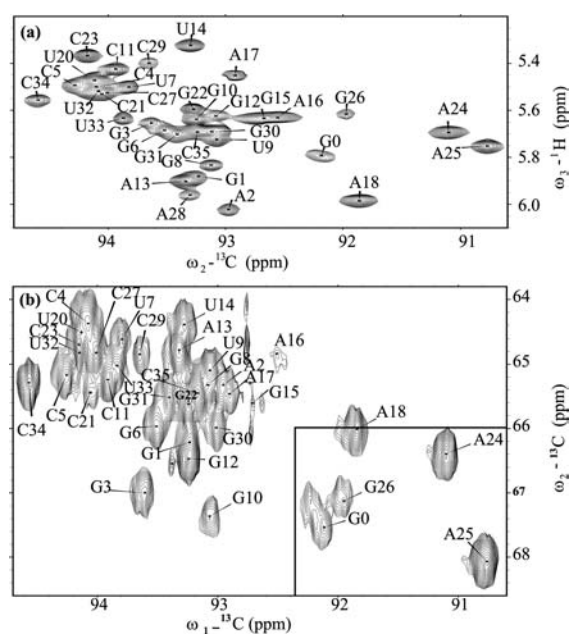 (a)
U14
C23
C29
C11
U20
A17
5.4
C5
C4
C34
U7
G10
G26
A24
G22
G12
G15
A16
U32
C27
C21
5.6
U33
G3
G30
G6
C35
G0
G31
U9
A25
G8
5.8
A13
G1
A18
A28
A2
6.0
94
93
92
91
ω₂-¹³C (ppm)
ω₃-¹H (ppm)
(b)
64
C27
C4
U7
U14
U20
C29
C23
A13
U32
U9
A16
G8
65
C35
A2
U33
A17
G31
G22
G15
C5
C11
C34
C21
A18
G6
G30
66
G1
A24
G12
G3
G26
67
G10
G0
A25
68
94
93
92
91
ω₁-¹³C (ppm)
ω₂-¹³C (ppm)